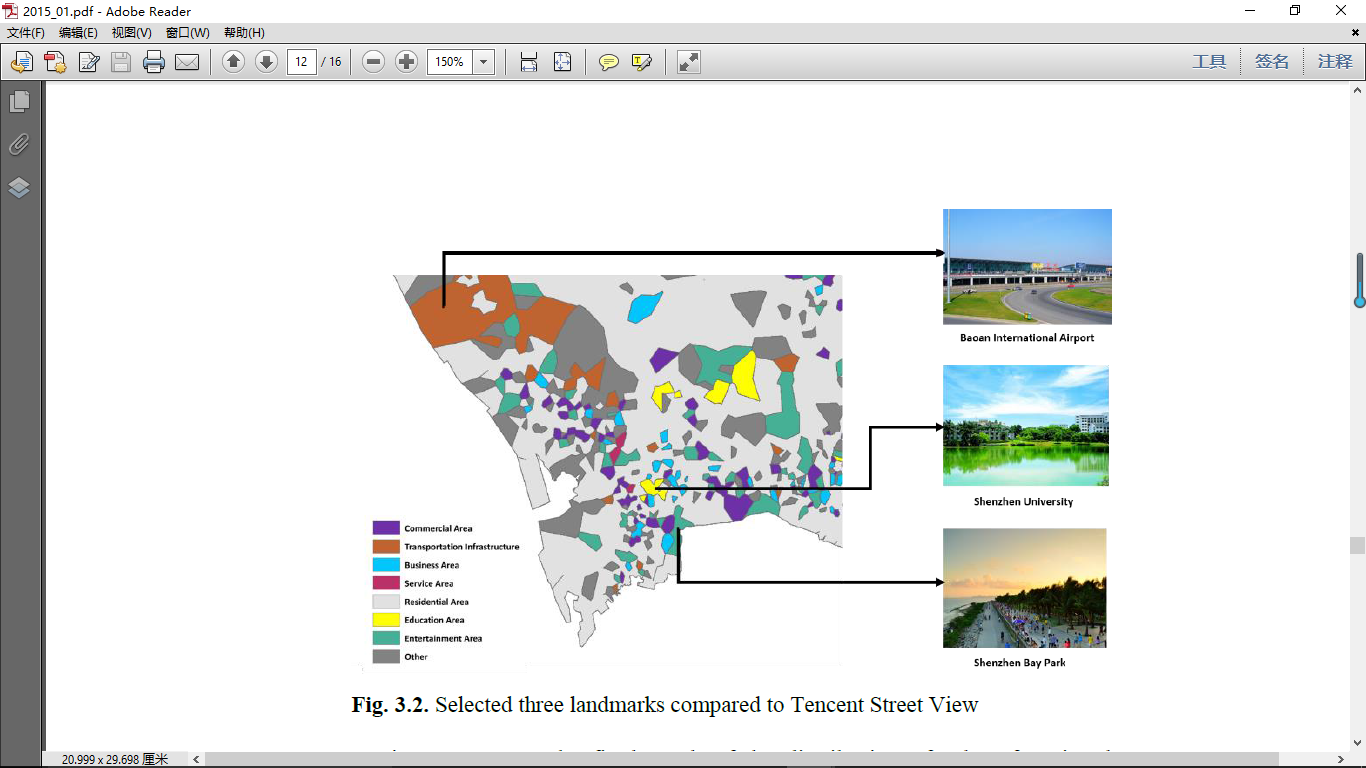 2015_01.pdf - Adobe Reader
文件(F) 编辑(E) 视图(V) 窗口(W) 帮助(H)
12 / 16 150% 工具 签名 注释
Baoan International Airport
Shenzhen University
Commercial Area
Transportation Infrastructure
Business Area
Service Area
Residential Area
Education Area
Entertainment Area
Other
Shenzhen Bay Park
Fig. 3.2. Selected three landmarks compared to Tencent Street View
20.999 x 29.698 厘米